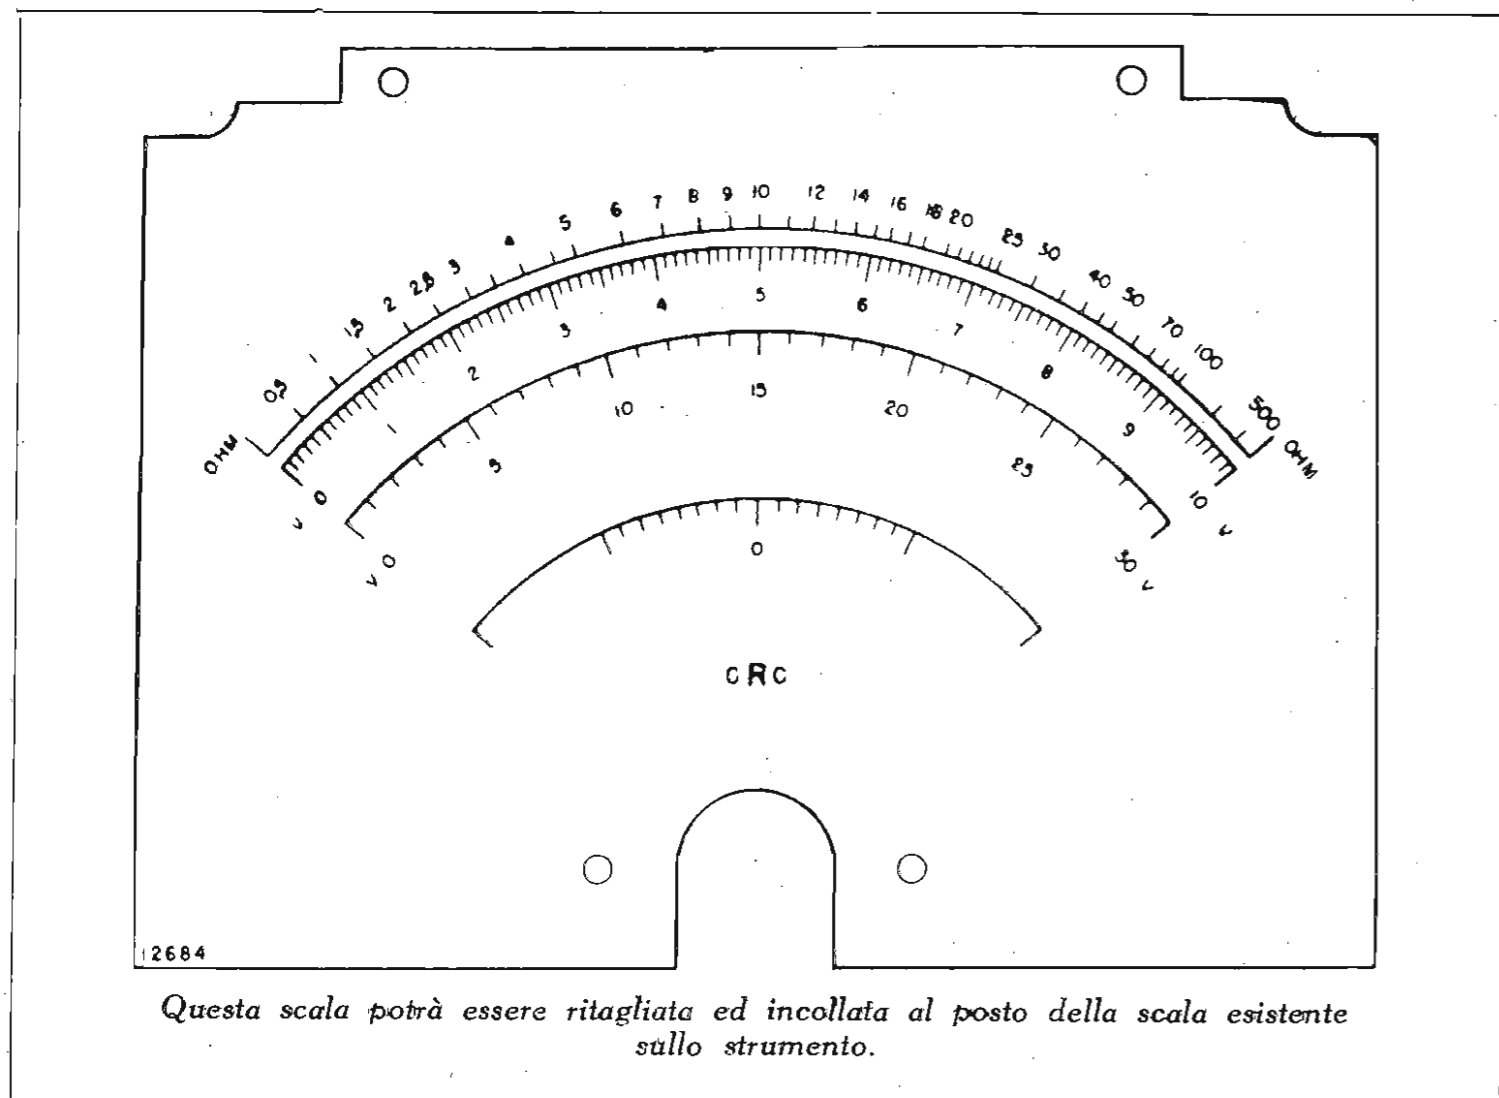 0,5 1 1,5 2 2,5 3 4 5 6 7 8 9 10 12 14 16 18 20 25 30 40 50 70 100 500
OHM OHM
0 1 2 3 4 5 6 7 8 9 10
V V
0 5 10 15 20 25 30
V V
0
CRC
12684
Questa scala potrà essere ritagliata ed incollata al posto della scala esistente
sullo strumento.